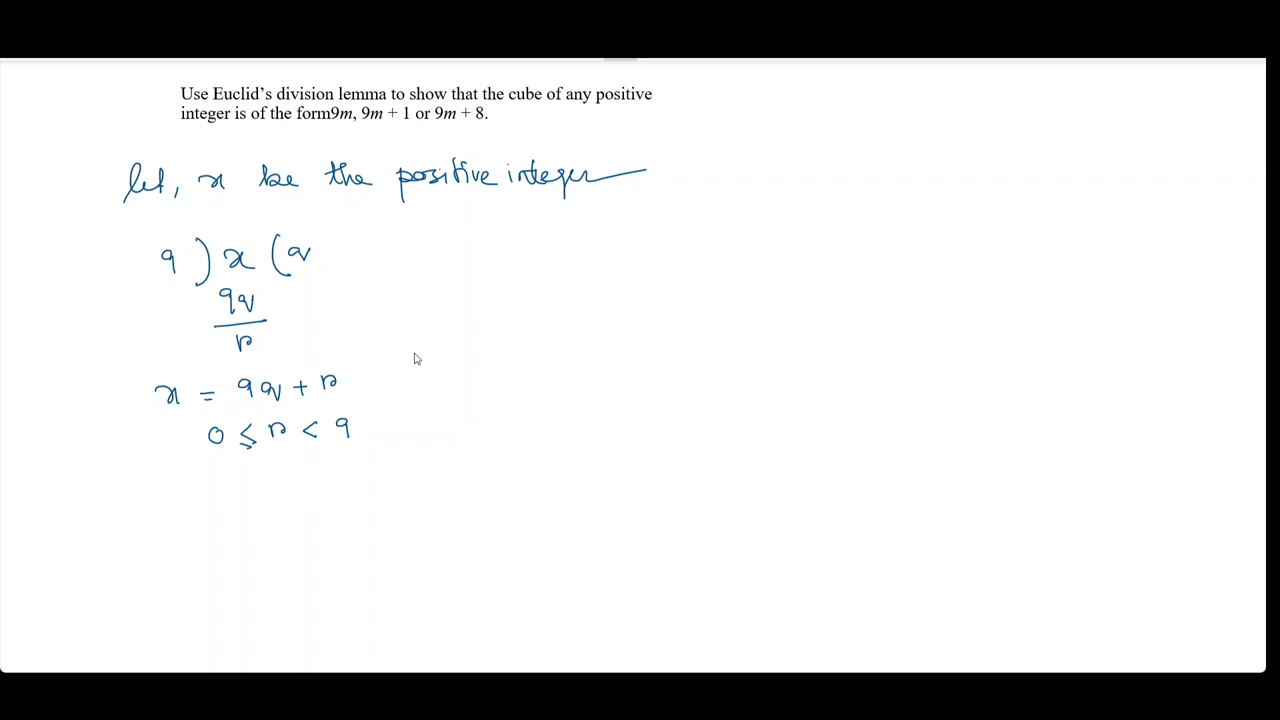 Use Euclid's division lemma to show that the cube of any positive
integer is of the form9m, 9m + 1 or 9m + 8.
let, x be the positive integer
9 ) x ( q
9q
r
x = 9q + r
0 ≤ r < 9